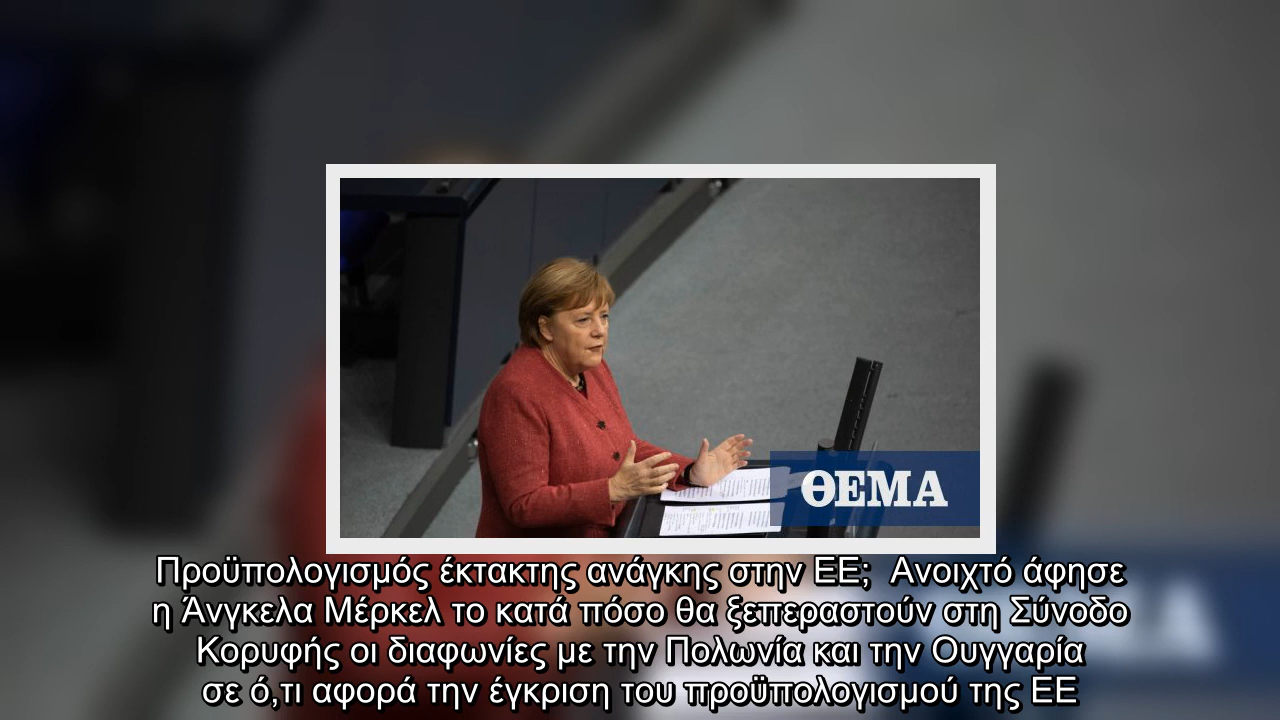 ΘΕΜΑ
Προϋπολογισμός έκτακτης ανάγκης στην ΕΕ;  Ανοιχτό άφησε
η Άνγκελα Μέρκελ το κατά πόσο θα ξεπεραστούν στη Σύνοδο
Κορυφής οι διαφωνίες με την Πολωνία και την Ουγγαρία
σε ό,τι αφορά την έγκριση του προϋπολογισμού της ΕΕ